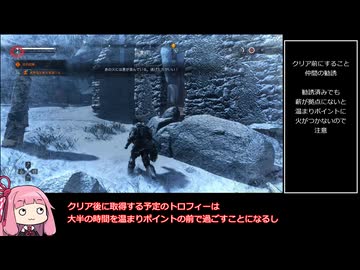 クリア前にすること
仲間の勧誘
勧誘済みでも
薪が拠点にないと
温まりポイントに
火がつかないので
注意
クリア後に取得する予定のトロフィーは
大半の時間を温まりポイントの前で過ごすことになるし